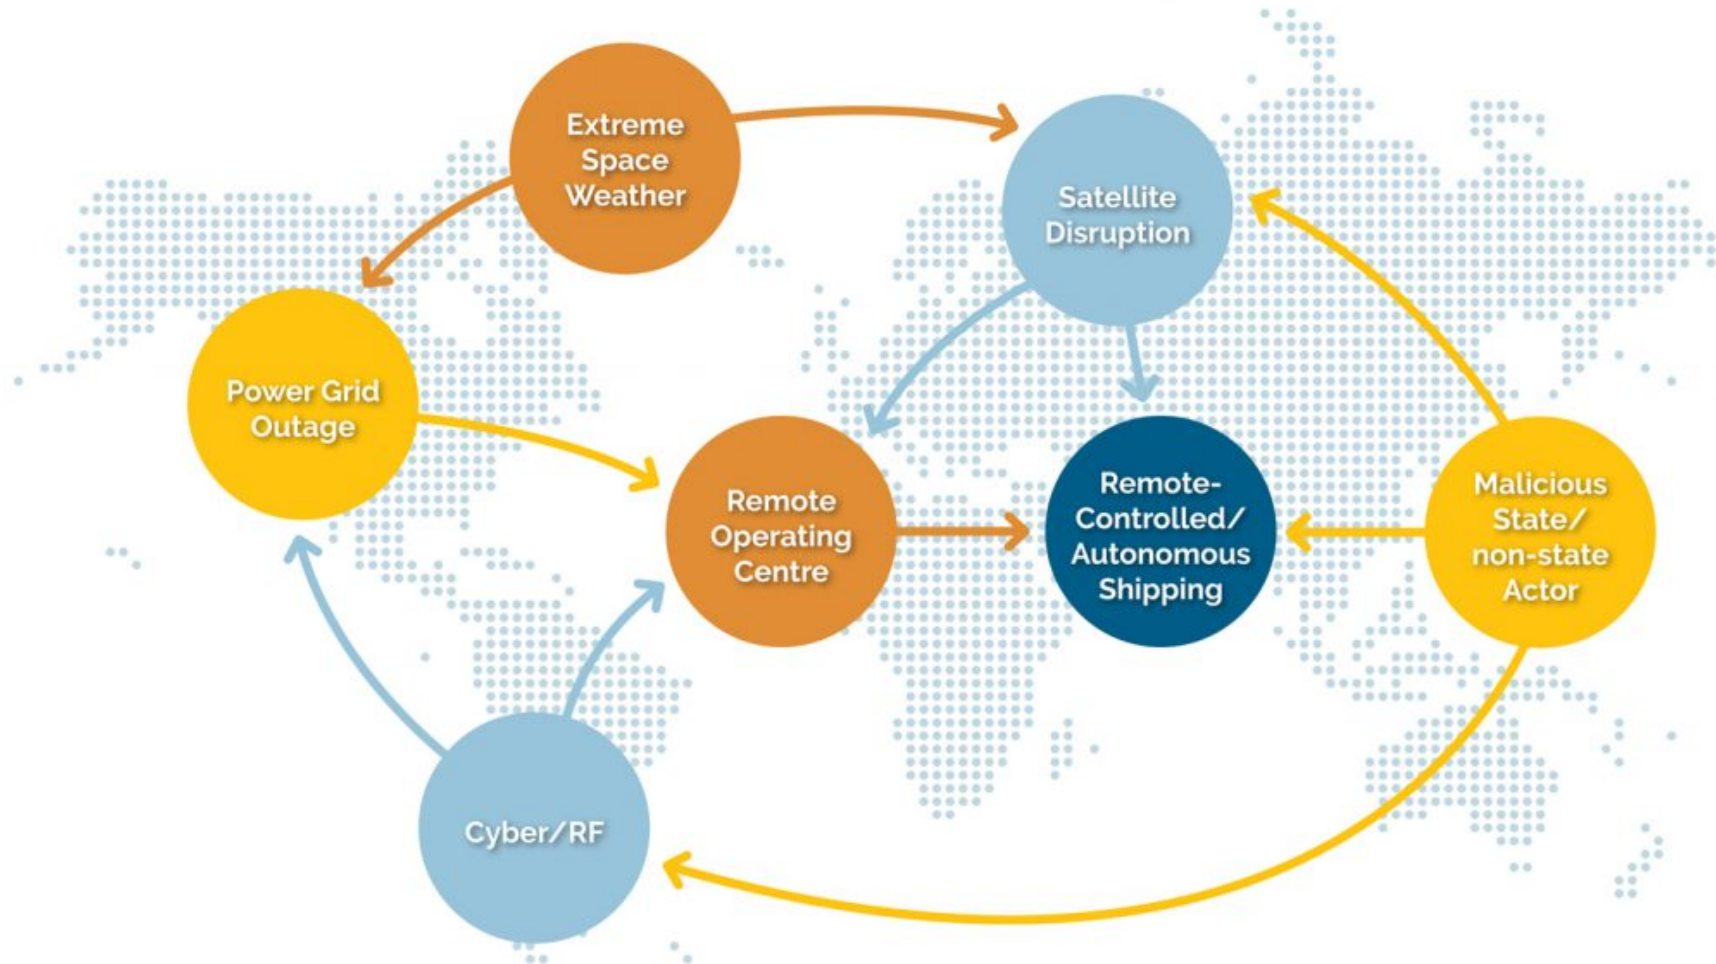 Extreme
Space
Weather
Satellite
Disruption
Power Grid
Outage
Remote
Operating
Centre
Remote-
Controlled/
Autonomous
Shipping
Malicious
State/
non-state
Actor
Cyber/RF